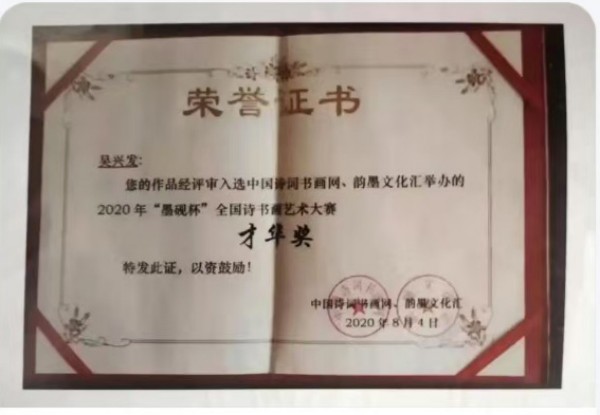 荣誉证书
吴兴发:
您的作品经评审入选中国诗词书画网、韵墨文化汇举办的
2020年“墨砚杯”全国诗书画艺术大赛
才华奖
特发此证,以资鼓励!
中国诗词书画网、韵墨文化汇
2020年8月4日